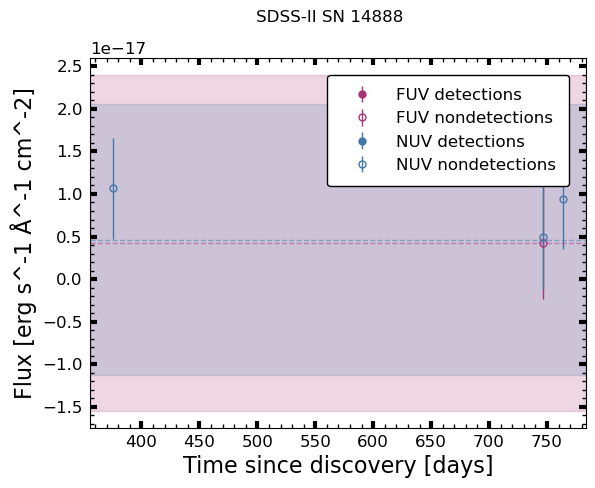 SDSS-II SN 14888
1e−17
2.5
2.0
1.5
1.0
0.5
0.0
−0.5
−1.0
−1.5
Flux [erg s^-1 Å^-1 cm^-2]
FUV detections
FUV nondetections
NUV detections
NUV nondetections
400 450 500 550 600 650 700 750
Time since discovery [days]